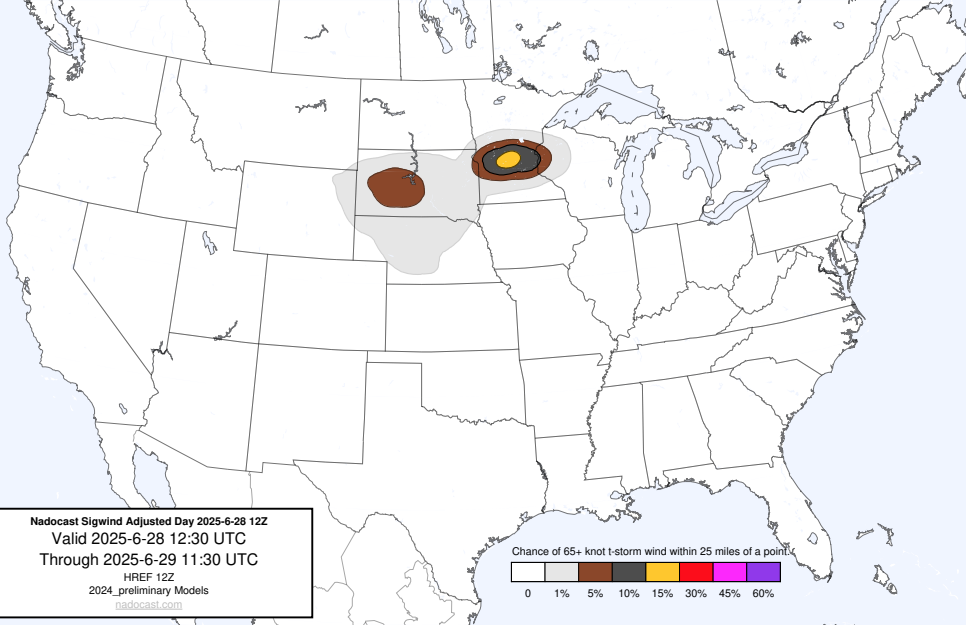 Nadocast Sigwind Adjusted Day 2025-6-28 12Z
Valid 2025-6-28 12:30 UTC
Through 2025-6-29 11:30 UTC
HREF 12Z
2024_preliminary Models
nadocast.com
Chance of 65+ knot t-storm wind within 25 miles of a point.
0 1% 5% 10% 15% 30% 45% 60%